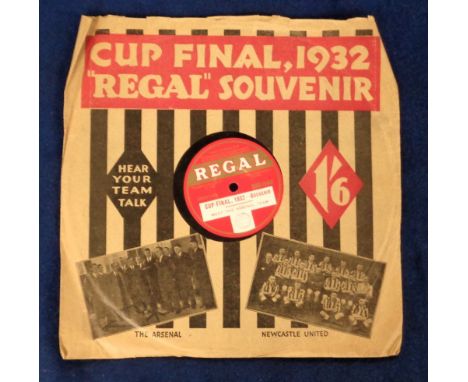 CUP FINAL, 1932
"REGAL" SOUVENIR
HEAR
YOUR
TEAM
TALK
REGAL
CUP-FINAL, 1932-SOUVENIR
1/6
THE ARSENAL
NEWCASTLE UNITED